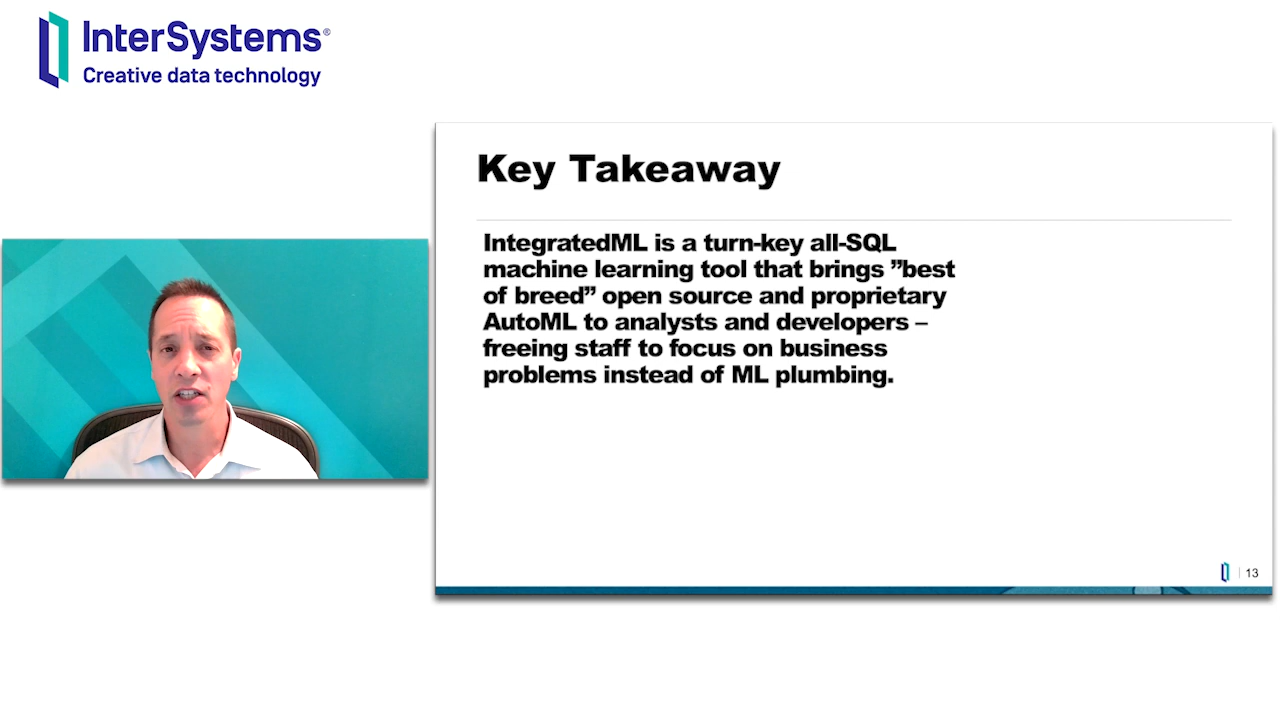 InterSystems®
Creative data technology
Key Takeaway
IntegratedML is a turn-key all-SQL
machine learning tool that brings ”best
of breed” open source and proprietary
AutoML to analysts and developers –
freeing staff to focus on business
problems instead of ML plumbing.
13